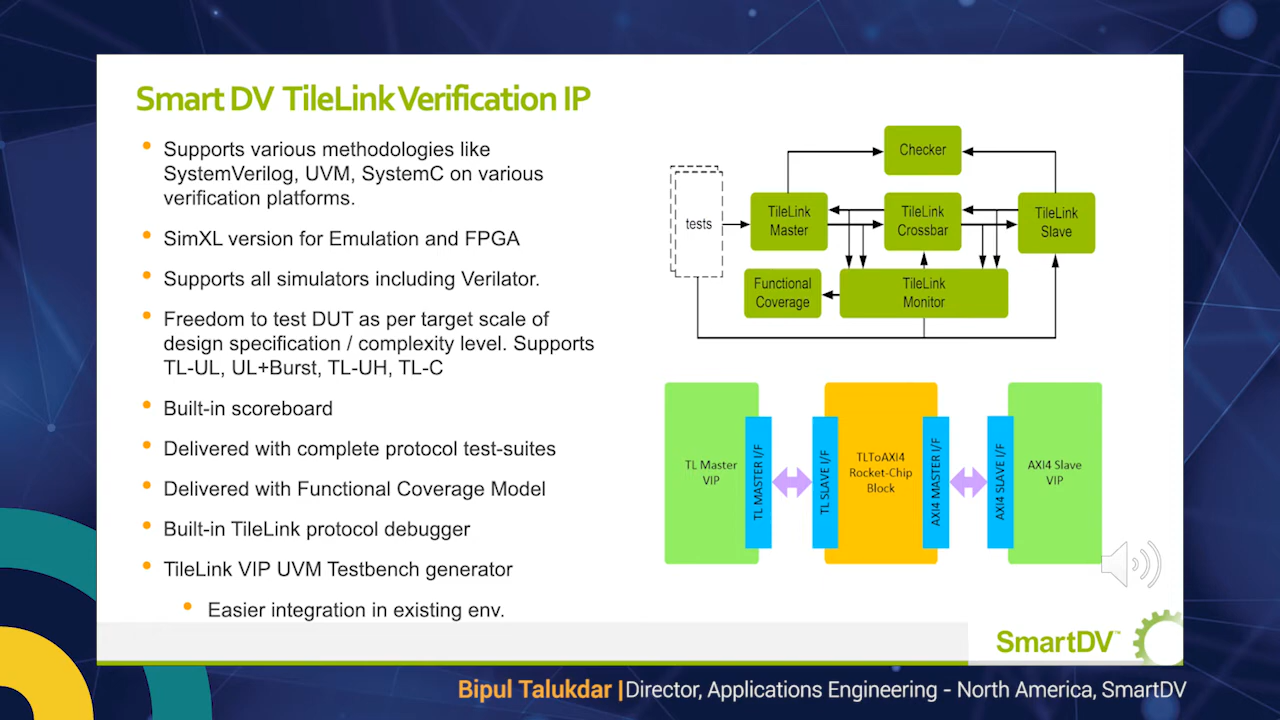 Smart DV TileLink Verification IP
• Supports various methodologies like
SystemVerilog, UVM, SystemC on various
verification platforms.
• SimXL version for Emulation and FPGA
• Supports all simulators including Verilator.
• Freedom to test DUT as per target scale of
design specification / complexity level. Supports
TL-UL, UL+Burst, TL-UH, TL-C
• Built-in scoreboard
• Delivered with complete protocol test-suites
• Delivered with Functional Coverage Model
• Built-in TileLink protocol debugger
• TileLink VIP UVM Testbench generator
• Easier integration in existing env.
Checker
tests
TileLink
Master
TileLink
Crossbar
TileLink
Slave
Functional
Coverage
TileLink
Monitor
TL Master
VIP
TL MASTER I/F
TL SLAVE I/F
TLToAXI4
Rocket-Chip
Block
AXI4 MASTER I/F
AXI4 SLAVE I/F
AXI4 Slave
VIP
SmartDV™
Bipul Talukdar | Director, Applications Engineering - North America, SmartDV